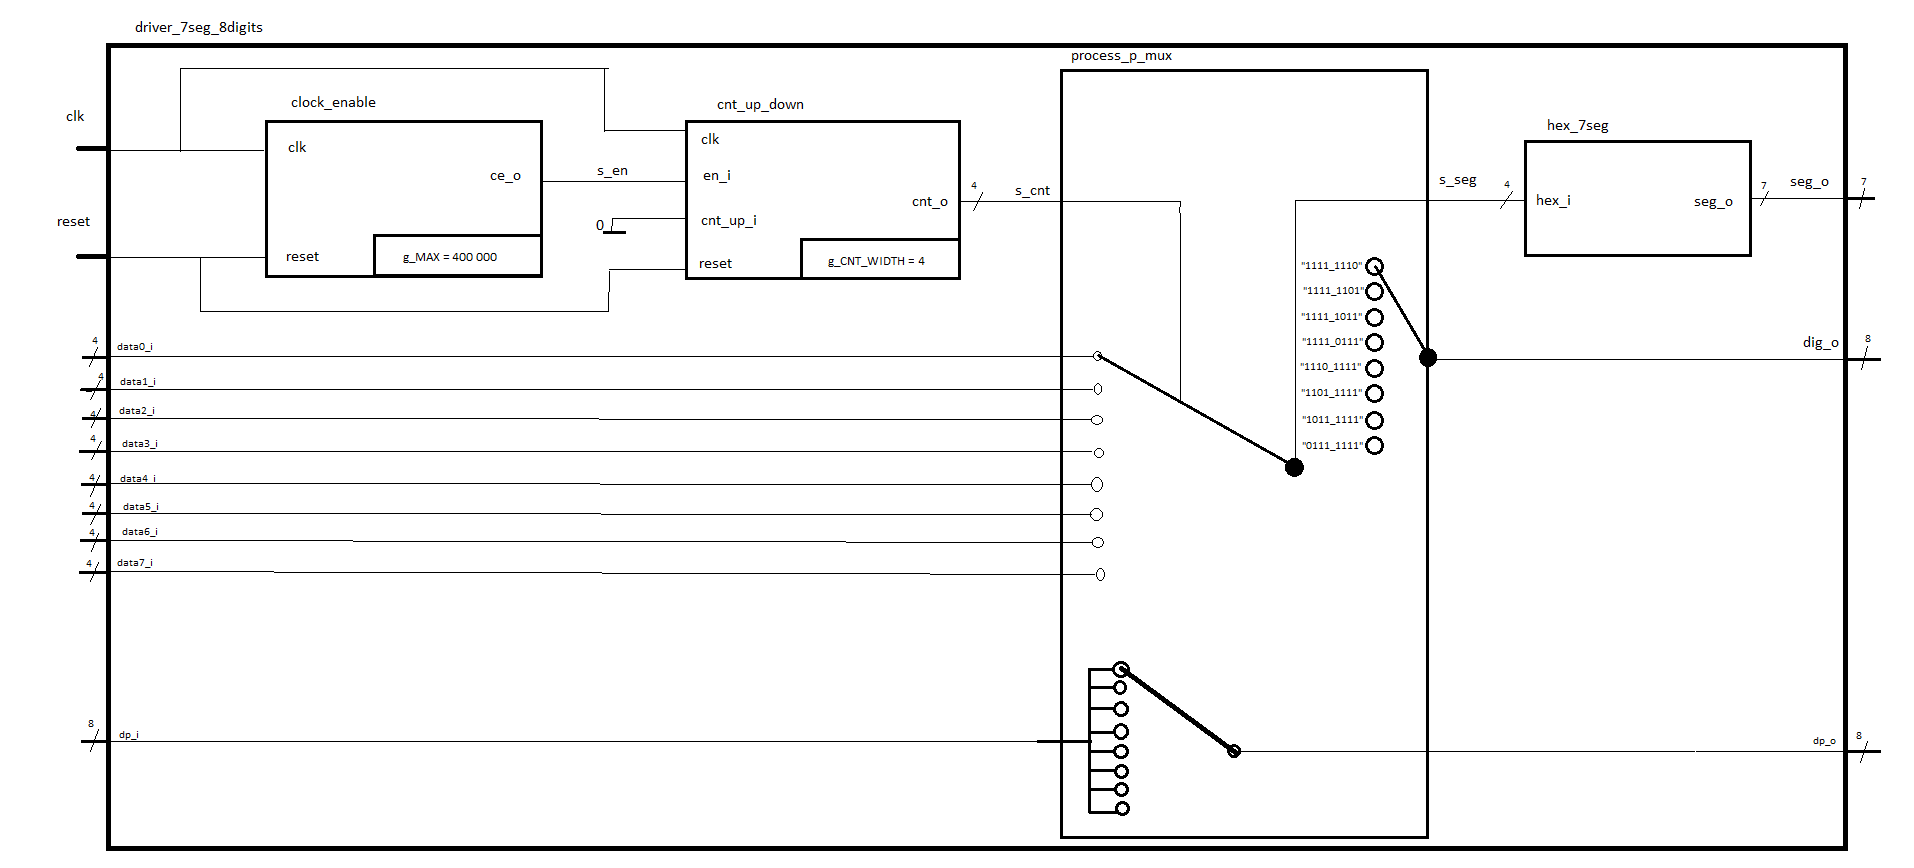 driver_7seg_8digits
process_p_mux
clk
clock_enable
cnt_up_down
hex_7seg
clk
ce_o
s_en
clk
en_i
cnt_up_i
0
cnt_o
4
s_cnt
s_seg
4
hex_i
seg_o
7
seg_o
7
reset
reset
g_MAX = 400 000
reset
g_CNT_WIDTH = 4
"1111_1110"
"1111_1101"
"1111_1011"
"1111_0111"
"1110_1111"
"1101_1111"
"1011_1111"
"0111_1111"
dig_o
8
4
data0_i
4
data1_i
4
data2_i
4
data3_i
4
data4_i
4
data5_i
4
data6_i
4
data7_i
8
dp_i
dp_o
8